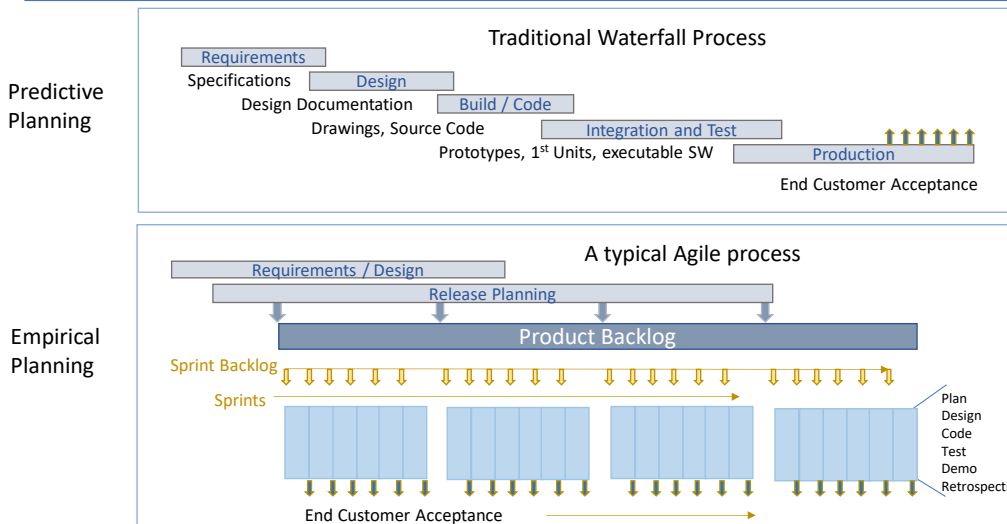 Predictive
Planning
Traditional Waterfall Process
Requirements
Specifications
Design
Design Documentation
Build / Code
Drawings, Source Code
Integration and Test
Prototypes, 1st Units, executable SW
Production
End Customer Acceptance
Empirical
Planning
A typical Agile process
Requirements / Design
Release Planning
Product Backlog
Sprint Backlog
Sprints
Plan
Design
Code
Test
Demo
Retrospect
End Customer Acceptance